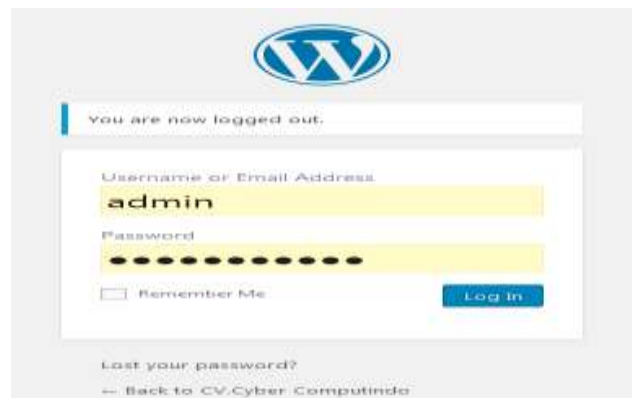 You are now logged out.
Username or Email Address
admin
Password
Remember Me
Log In
Lost your password?
← Back to CV.Cyber Computindo